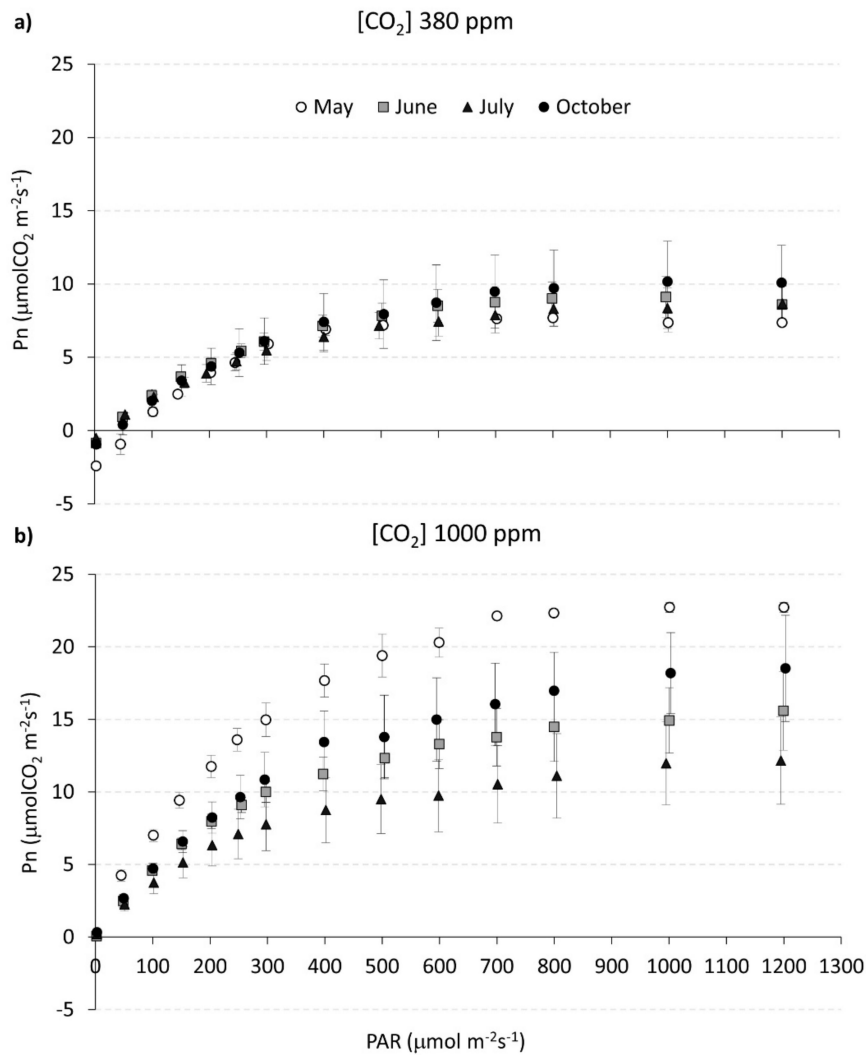 a)
[CO₂] 380 ppm
25
20
15
10
5
0
-5
Pn (µmolCO₂ m⁻²s⁻¹)
May June July October
b)
[CO₂] 1000 ppm
25
20
15
10
5
0
-5
Pn (µmolCO₂ m⁻²s⁻¹)
0 100 200 300 400 500 600 700 800 900 1000 1100 1200 1300
PAR (µmol m⁻²s⁻¹)